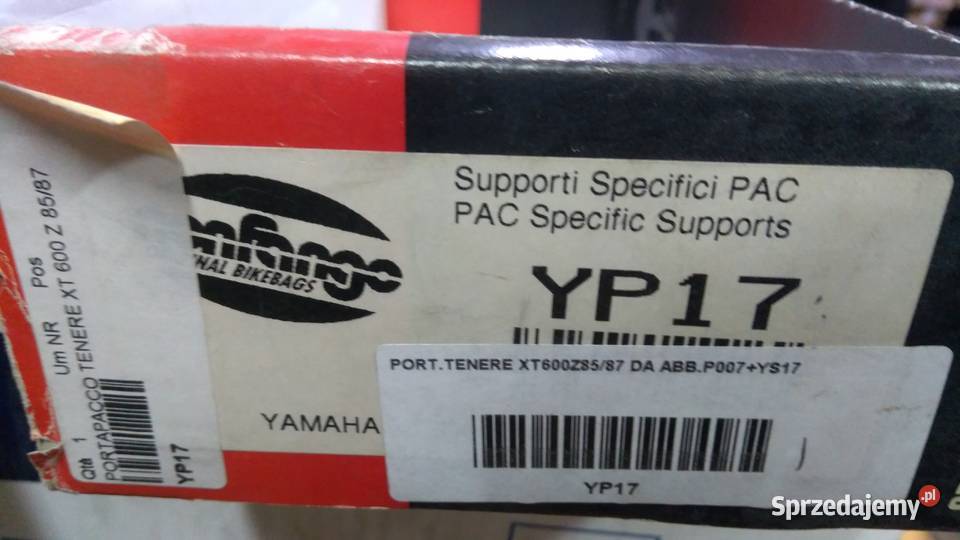 Supporti Specifici PAC
PAC Specific Supports
YP17
BIKEBAGS
YAMAHA
PORT.TENERE XT600Z85/87 DA ABB.P007+YS17
YP17
Qtà 1 Um NR Pos
PORTAPACCO TENERE XT 600 Z 85/87
YP17
Sprzedajemy.pl